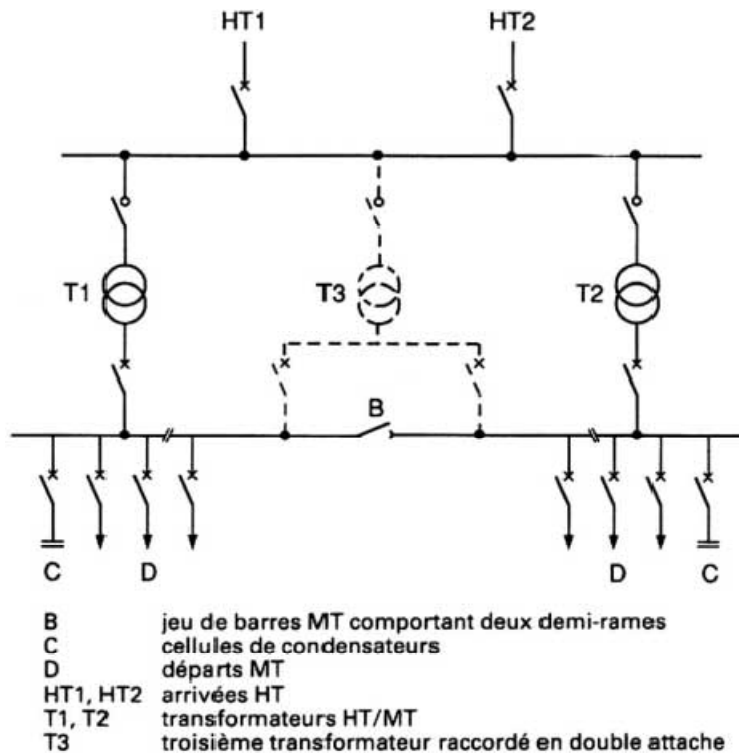 HT1 HT2
T1 T3 T2
B
C D D C
B jeu de barres MT comportant deux demi-rames
C cellules de condensateurs
D départs MT
HT1, HT2 arrivées HT
T1, T2 transformateurs HT/MT
T3 troisième transformateur raccordé en double attache